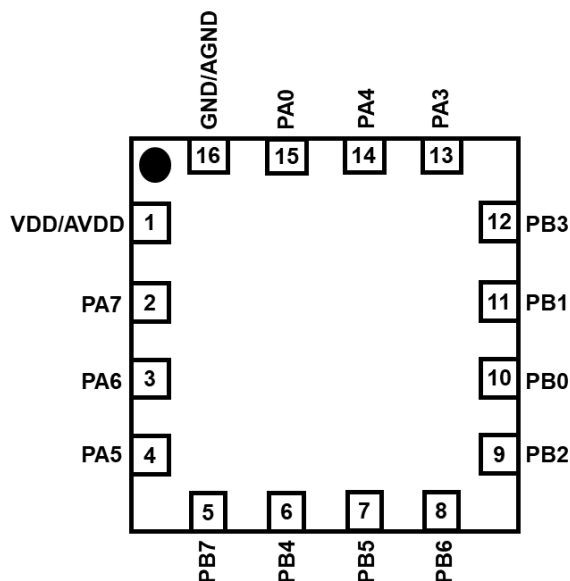 GND/AGND PA0 PA4 PA3
16 15 14 13
VDD/AVDD 1 12 PB3
PA7 2 11 PB1
PA6 3 10 PB0
PA5 4 9 PB2
5 6 7 8
PB7 PB4 PB5 PB6